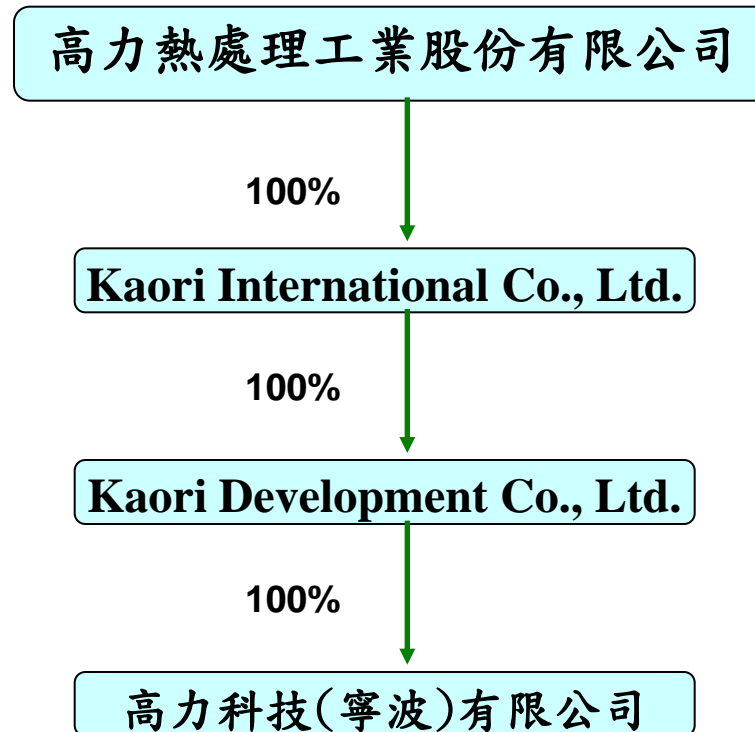 高力熱處理工業股份有限公司
100%
Kaori International Co., Ltd.
100%
Kaori Development Co., Ltd.
100%
高力科技(寧波)有限公司